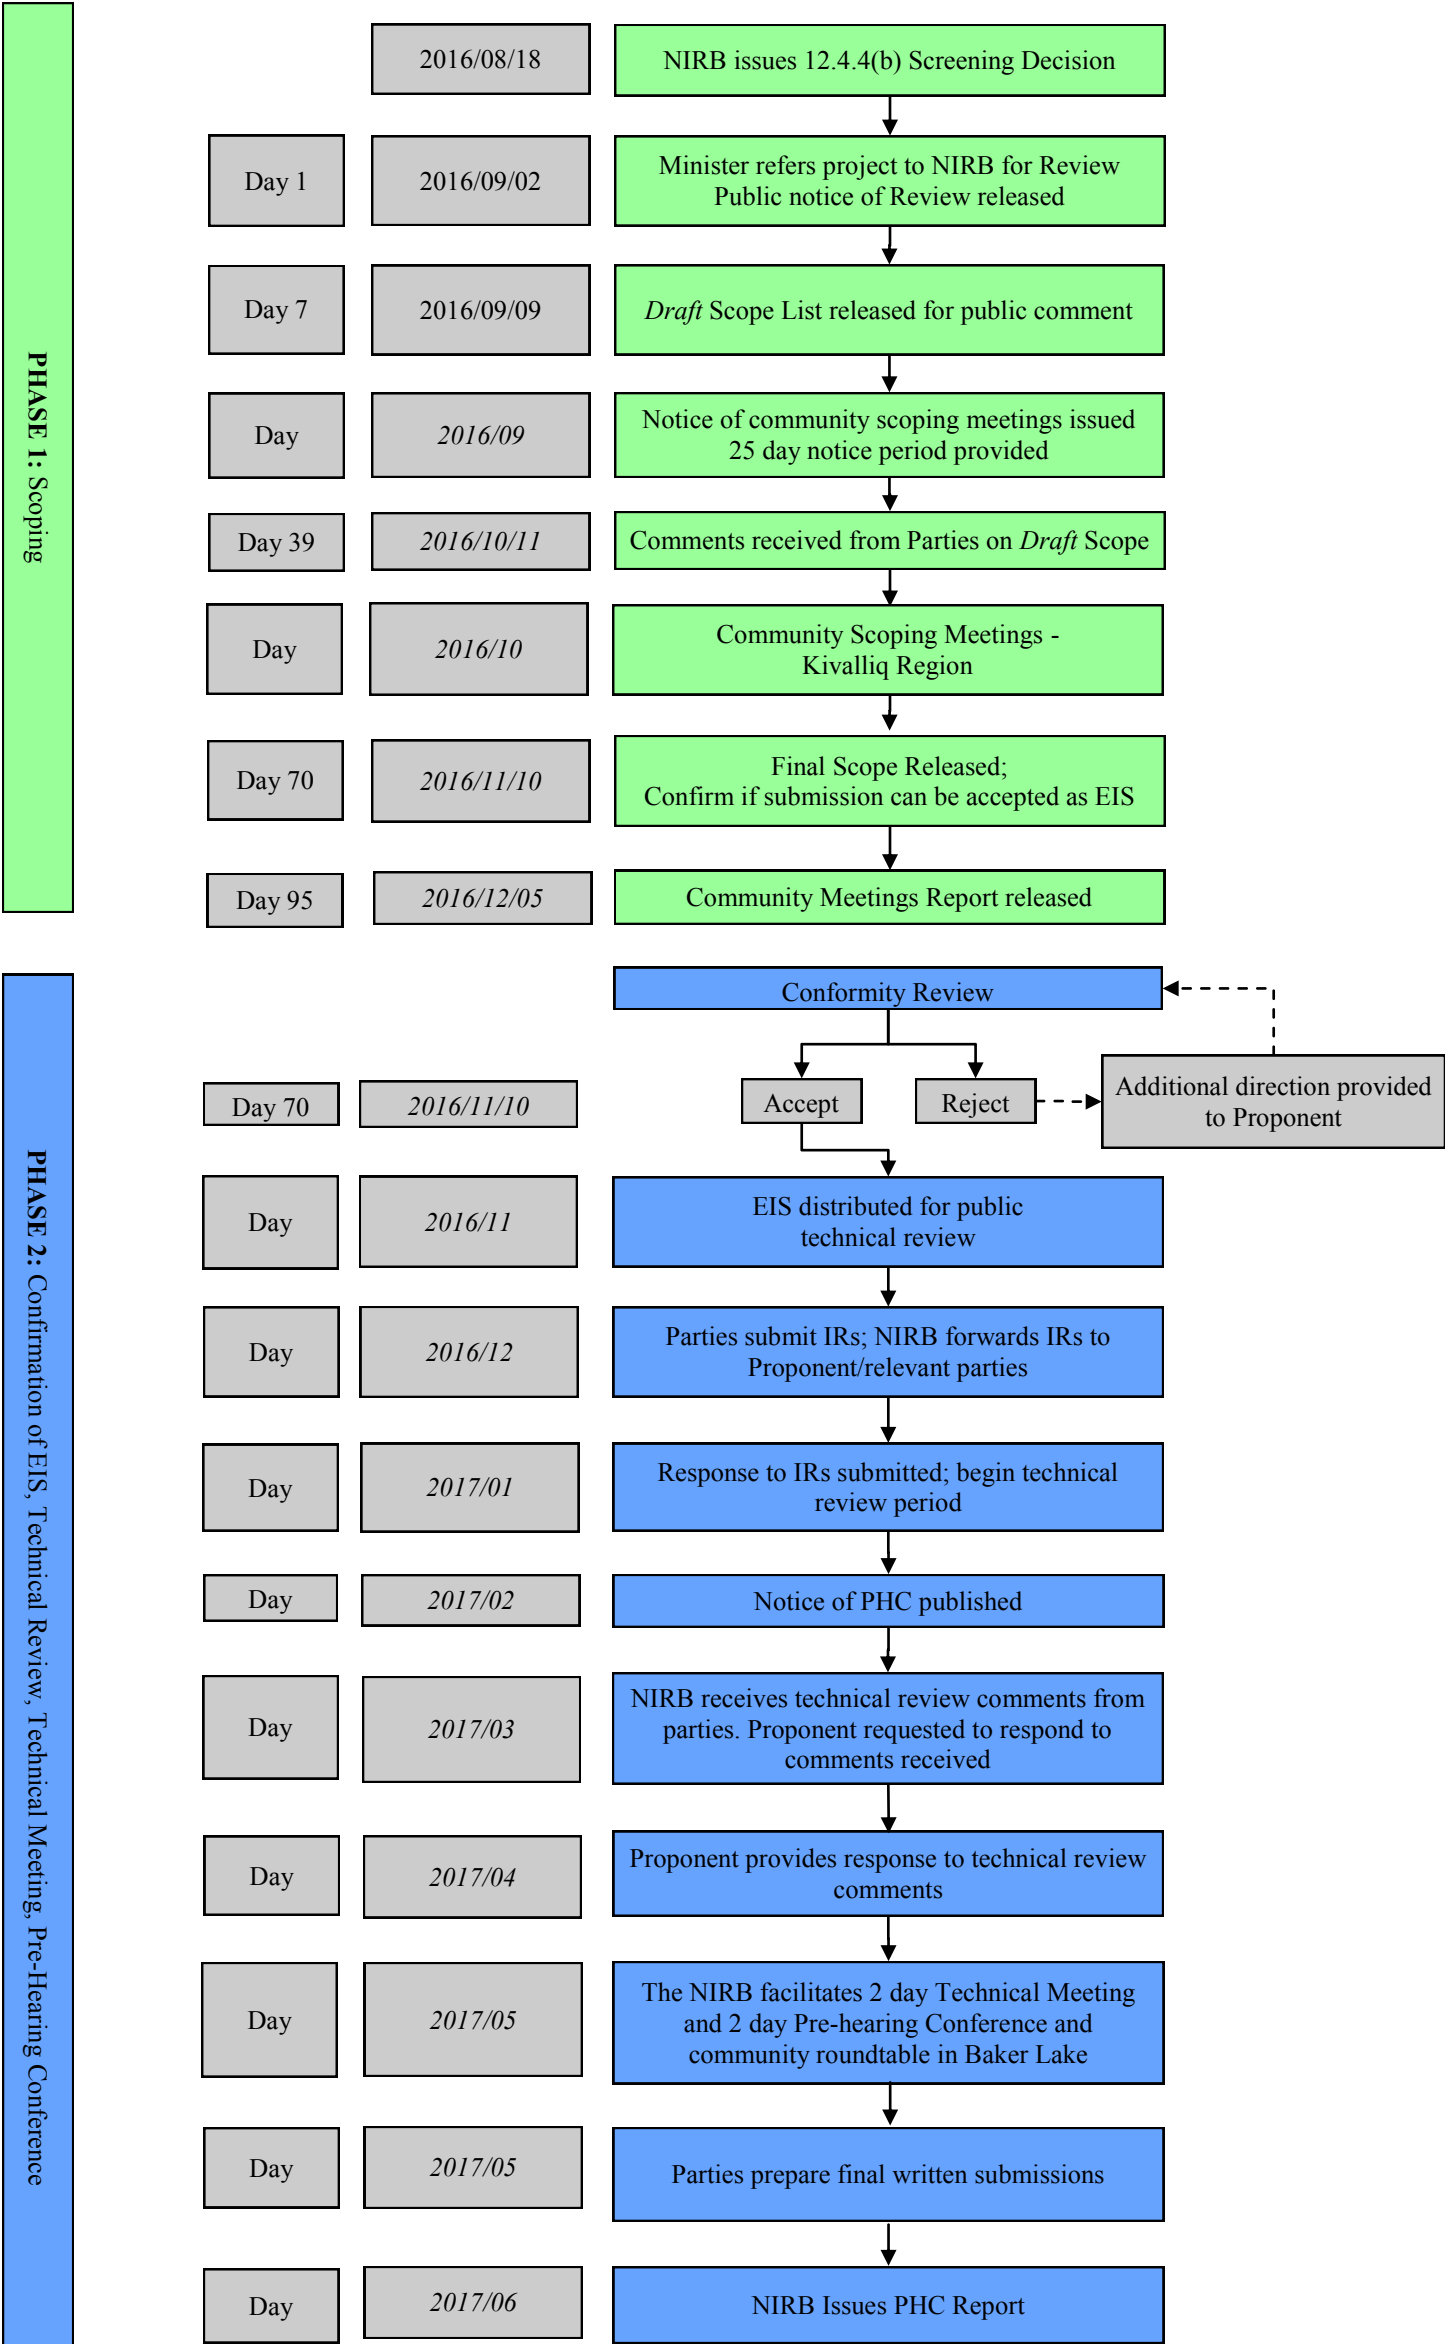 PHASE 1: Scoping
2016/08/18
NIRB issues 12.4.4(b) Screening Decision
Day 1
2016/09/02
Minister refers project to NIRB for Review
Public notice of Review released
Day 7
2016/09/09
Draft Scope List released for public comment
Day
2016/09
Notice of community scoping meetings issued
25 day notice period provided
Day 39
2016/10/11
Comments received from Parties on Draft Scope
Day
2016/10
Community Scoping Meetings -
Kivalliq Region
Day 70
2016/11/10
Final Scope Released;
Confirm if submission can be accepted as EIS
Day 95
2016/12/05
Community Meetings Report released
PHASE 2: Confirmation of EIS, Technical Review, Technical Meeting, Pre-Hearing Conference
Conformity Review
Day 70
2016/11/10
Accept
Reject
Additional direction provided
to Proponent
Day
2016/11
EIS distributed for public
technical review
Day
2016/12
Parties submit IRs; NIRB forwards IRs to
Proponent/relevant parties
Day
2017/01
Response to IRs submitted; begin technical
review period
Day
2017/02
Notice of PHC published
Day
2017/03
NIRB receives technical review comments from
parties. Proponent requested to respond to
comments received
Day
2017/04
Proponent provides response to technical review
comments
Day
2017/05
The NIRB facilitates 2 day Technical Meeting
and 2 day Pre-hearing Conference and
community roundtable in Baker Lake
Day
2017/05
Parties prepare final written submissions
Day
2017/06
NIRB Issues PHC Report